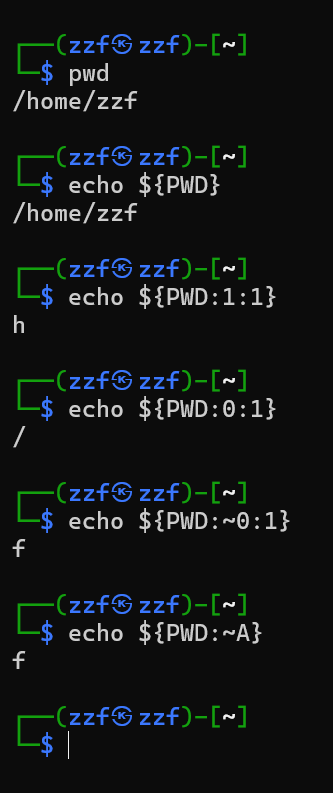 ┌──(zzf㉿zzf)-[~]
└─$ pwd
/home/zzf
┌──(zzf㉿zzf)-[~]
└─$ echo ${PWD}
/home/zzf
┌──(zzf㉿zzf)-[~]
└─$ echo ${PWD:1:1}
h
┌──(zzf㉿zzf)-[~]
└─$ echo ${PWD:0:1}
/
┌──(zzf㉿zzf)-[~]
└─$ echo ${PWD:~0:1}
f
┌──(zzf㉿zzf)-[~]
└─$ echo ${PWD:~A}
f
┌──(zzf㉿zzf)-[~]
└─$